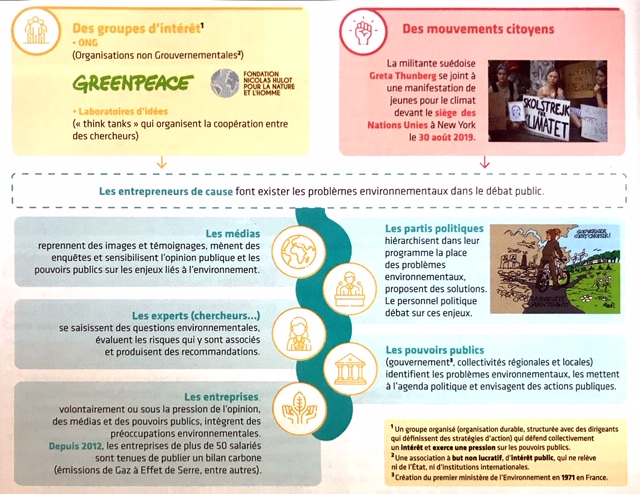 Des groupes d'intérêt¹
• ONG
(Organisations non Grouvernementales²)
GREENPEACE
FONDATION
NICOLAS HULOT
POUR LA NATURE
ET L'HOMME
• Laboratoires d'idées
(« think tanks » qui organisent la coopération entre
des chercheurs)
Des mouvements citoyens
La militante suédoise
Greta Thunberg se joint à
une manifestation de
jeunes pour le climat
devant le siège des
Nations Unies à New York
le 30 août 2019.
SKOLSTREJK
FÖR
KLIMATET
Les entrepreneurs de cause font exister les problèmes environnementaux dans le débat public.
Les médias
reprennent des images et témoignages, mènent des
enquêtes et sensibilisent l'opinion publique et les
pouvoirs publics sur les enjeux liés à l'environnement.
Les partis politiques
hiérarchisent dans leur
programme la place
des problèmes
environnementaux,
proposent des solutions.
Le personnel politique
débat sur ces enjeux.
Les experts (chercheurs...)
se saisissent des questions environnementales,
évaluent les risques qui y sont associés
et produisent des recommandations.
Les pouvoirs publics
(gouvernement³, collectivités régionales et locales)
identifient les problèmes environnementaux, les mettent
à l'agenda politique et envisagent des actions publiques.
Les entreprises
volontairement ou sous la pression de l'opinion,
des médias et des pouvoirs publics, intègrent des
préoccupations environnementales.
Depuis 2012, les entreprises de plus de 50 salariés
sont tenues de publier un bilan carbone
(émissions de Gaz à Effet de Serre, entre autres).
¹ Un groupe organisé (organisation durable, structurée avec des dirigeants
qui définissent des stratégies d'action) qui défend collectivement
un intérêt et exerce une pression sur les pouvoirs publics.
² Une association à but non lucratif, d'intérêt public, qui ne relève
ni de l'État, ni d'institutions internationales.
³ Création du premier ministère de l'Environnement en 1971 en France.